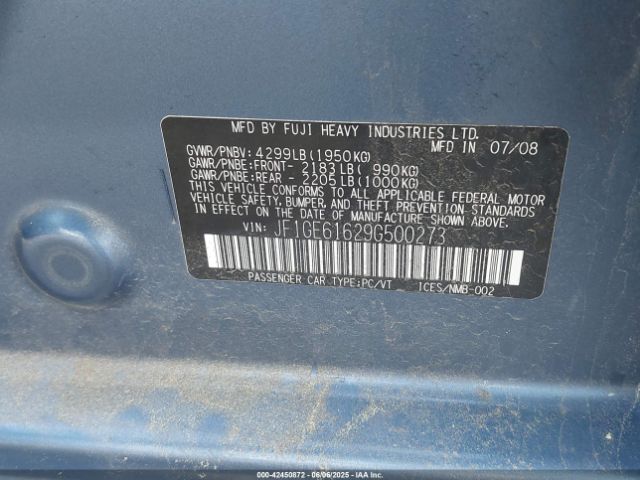 MFD BY FUJI HEAVY INDUSTRIES LTD.
GVWR/PNBV: 4299LB(1950KG) MFD IN 07/08
GAWR/PNBE:FRONT- 2183LB( 990KG)
GAWR/PNBE:REAR - 2205LB(1000KG)
THIS VEHICLE CONFORMS TO ALL APPLICABLE FEDERAL MOTOR
VEHICLE SAFETY, BUMPER, AND THEFT PREVENTION STANDARDS
IN EFFECT ON THE DATE OF MANUFACTURE SHOWN ABOVE.
VIN: JF1GE61629G500273
PASSENGER CAR TYPE:PC/VT ICES/NMB-002
000-42450872 - 06/06/2025 - IAAI.COM